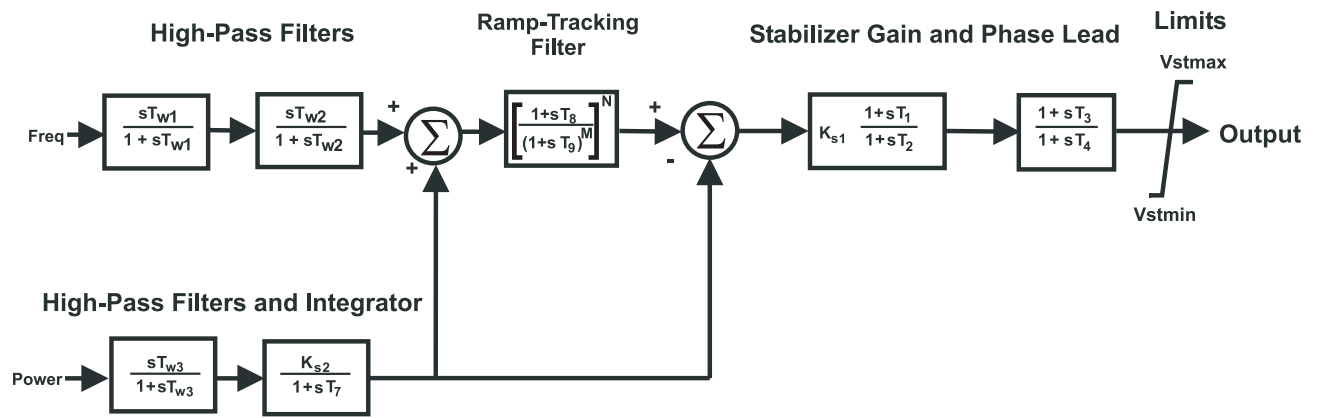 High-Pass Filters
Ramp-Tracking
Filter
Stabilizer Gain and Phase Lead
Limits
Vstmax
Freq
sTw1
1 + sTw1
sTw2
1 + sTw2
+
+
Σ
[1+sT8
(1+s T9)M]N
+
-
Σ
Ks1
1+sT1
1+sT2
1 + sT3
1 + sT4
Output
Vstmin
High-Pass Filters and Integrator
Power
sTw3
1+sTw3
Ks2
1+sT7